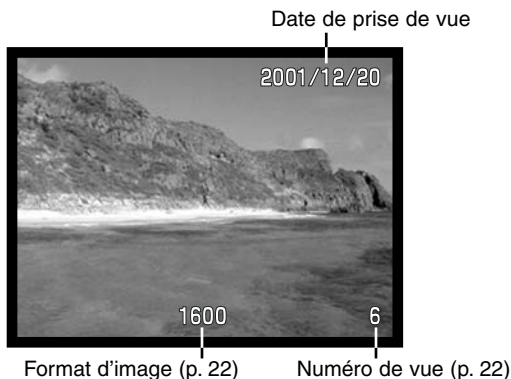 Date de prise de vue
2001/12/20
1600
6
Format d'image (p. 22)
Numéro de vue (p. 22)